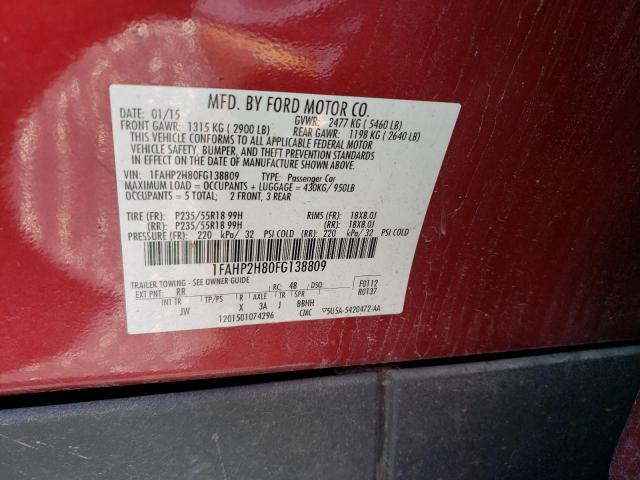 MFD. BY FORD MOTOR CO.
DATE: 01/15 GVWR: 2477 KG ( 5460 LB)
FRONT GAWR: 1315 KG ( 2900 LB) REAR GAWR: 1198 KG ( 2640 LB)
THIS VEHICLE CONFORMS TO ALL APPLICABLE FEDERAL MOTOR
VEHICLE SAFETY, BUMPER, AND THEFT PREVENTION STANDARDS
IN EFFECT ON THE DATE OF MANUFACTURE SHOWN ABOVE.
VIN: 1FAHP2H80FG138809 TYPE: Passenger Car
MAXIMUM LOAD = OCCUPANTS + LUGGAGE = 430KG/ 950LB
OCCUPANTS = 5 TOTAL; 2 FRONT, 3 REAR
TIRE (FR): P235/55R18 99H RIMS (FR): 18X8.0J
TIRE (RR): P235/55R18 99H (RR): 18X8.0J
PRESSURE (FR): 220 kPa/ 32 PSI COLD (RR): 220 kPa/ 32 PSI COLD
1FAHP2H80FG138809
TRAILER TOWING - SEE OWNER GUIDE F0112
EXT PNT: RR RC: 48 DSO: R0137
INT TR TP/PS R AXLE TR SPR
JW X 3A J BBHH
1201501074296 CMC ▽5U5A-5420472-AA